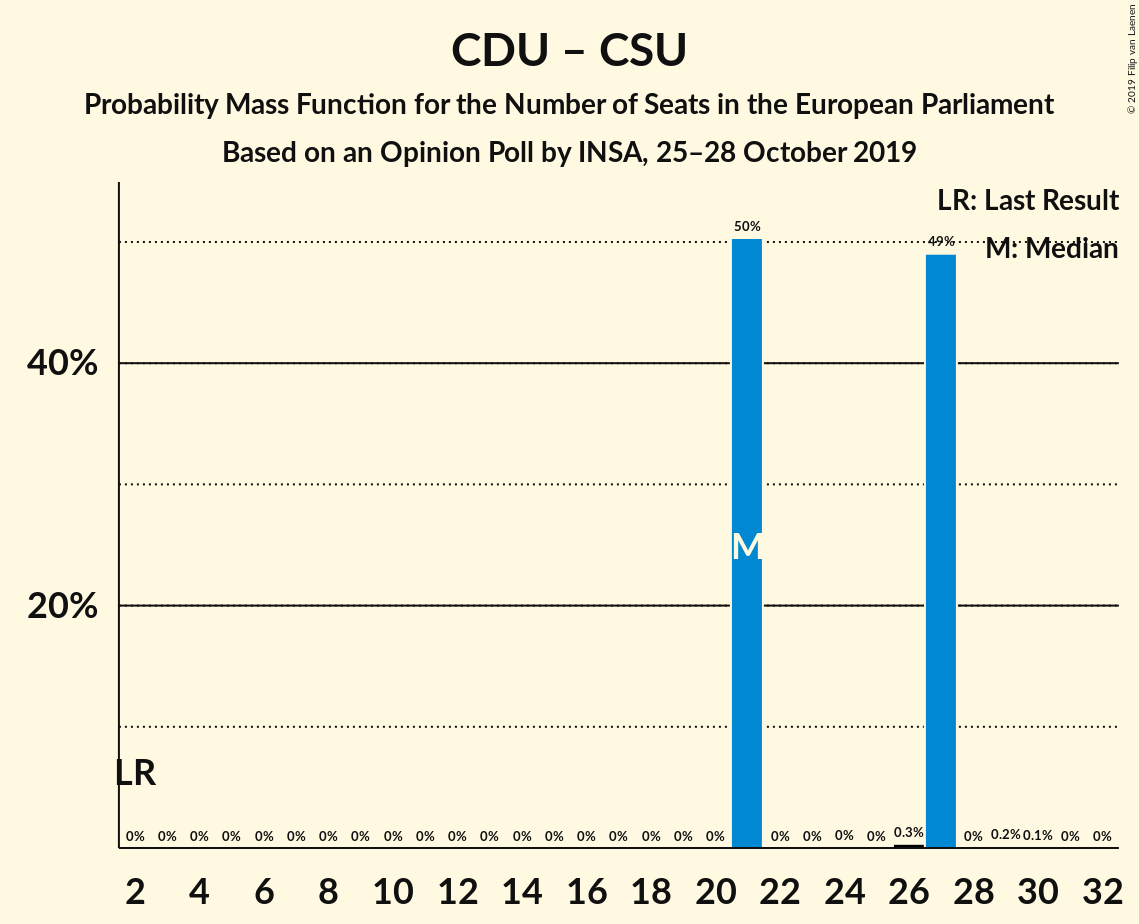 CDU – CSU
Probability Mass Function for the Number of Seats in the European Parliament
Based on an Opinion Poll by INSA, 25–28 October 2019
© 2019 Filip van Laenen
LR: Last Result
M: Median
50%
49%
40%
M
20%
LR
0% 0% 0% 0% 0% 0% 0% 0% 0% 0% 0% 0% 0% 0% 0% 0% 0% 0% 0% 0% 0% 0% 0% 0.3% 0% 0.2% 0.1% 0% 0%
2 4 6 8 10 12 14 16 18 20 22 24 26 28 30 32